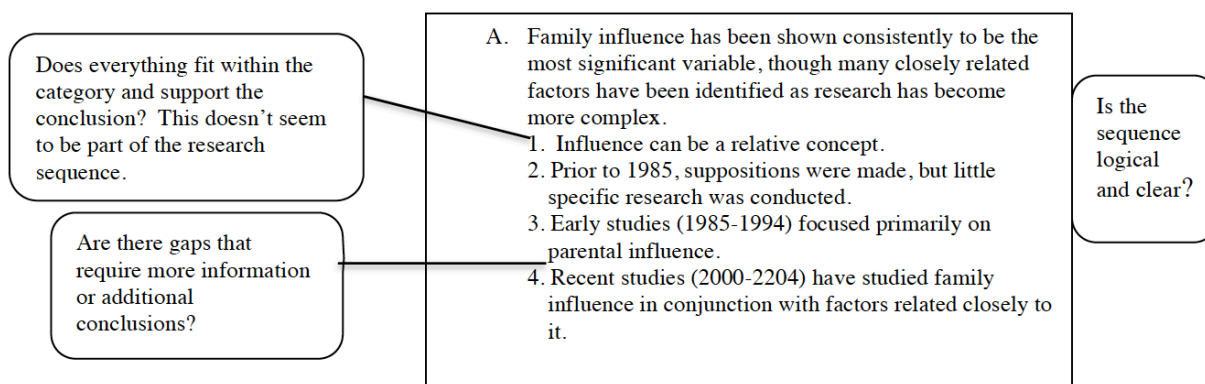 Does everything fit within the
category and support the
conclusion?  This doesn't seem
to be part of the research
sequence.
Are there gaps that
require more information
or additional
conclusions?
A.   Family influence has been shown consistently to be the
most significant variable, though many closely related
factors have been identified as research has become
more complex.
1.  Influence can be a relative concept.
2. Prior to 1985, suppositions were made, but little
specific research was conducted.
3. Early studies (1985-1994) focused primarily on
parental influence.
4. Recent studies (2000-2204) have studied family
influence in conjunction with factors related closely to
it.
Is the
sequence
logical
and clear?